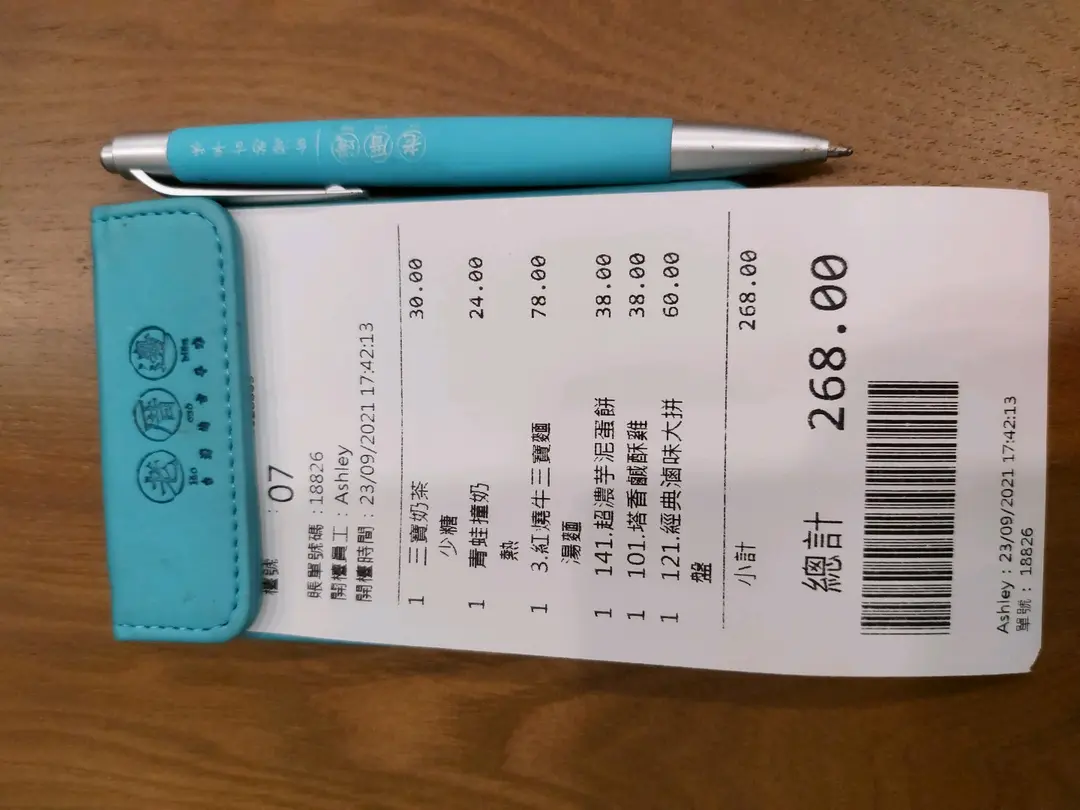 老 厝 邊
檯號 : 07
賬單號碼 : 18826
開檯員工 : Ashley
開檯時間 : 23/09/2021 17:42:13
1 三寶奶茶 30.00
少糖
1 青蛙撞奶 24.00
熱
1 3.紅燒牛三寶麵 78.00
湯麵
1 141.超濃芋泥蛋餅 38.00
1 101.塔香鹹酥雞 38.00
1 121.經典滷味大拼 60.00
盤
小計 268.00
總計 268.00
Ashley : 23/09/2021 17:42:13
單號 : 18826